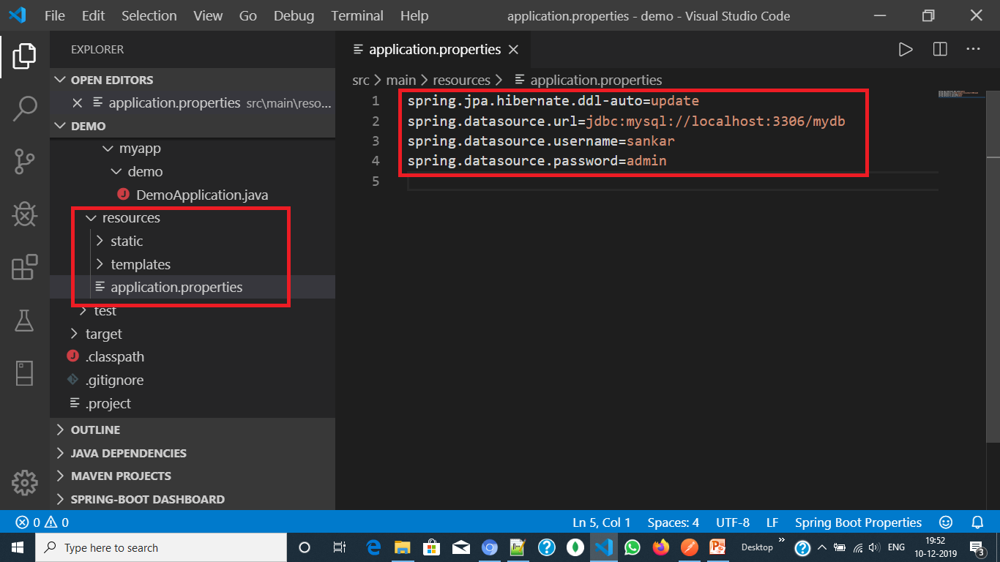 File Edit Selection View Go Debug Terminal Help application.properties - demo - Visual Studio Code
EXPLORER
OPEN EDITORS
application.properties src\main\reso...
DEMO
myapp
demo
J DemoApplication.java
resources
static
templates
application.properties
test
target
J .classpath
.gitignore
.project
OUTLINE
JAVA DEPENDENCIES
MAVEN PROJECTS
SPRING-BOOT DASHBOARD
application.properties
src > main > resources > application.properties
1 spring.jpa.hibernate.ddl-auto=update
2 spring.datasource.url=jdbc:mysql://localhost:3306/mydb
3 spring.datasource.username=sankar
4 spring.datasource.password=admin
5
0 0 Ln 5, Col 1 Spaces: 4 UTF-8 LF Spring Boot Properties
Type here to search Desktop » ENG 19:52
10-12-2019 3